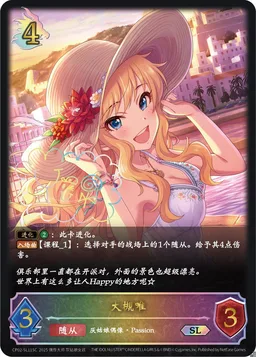 4
进化 2 ：此卡进化。
入场曲【课程_1】：选择对手的战场上的1个随从。给予其4点伤
害。
俱乐部里一直都在开派对，外面的景色也超级漂亮。
世界上有这么多让人Happy的地方呢☆
大槻唯
3
随从
灰姑娘偶像・Passion
SL
3